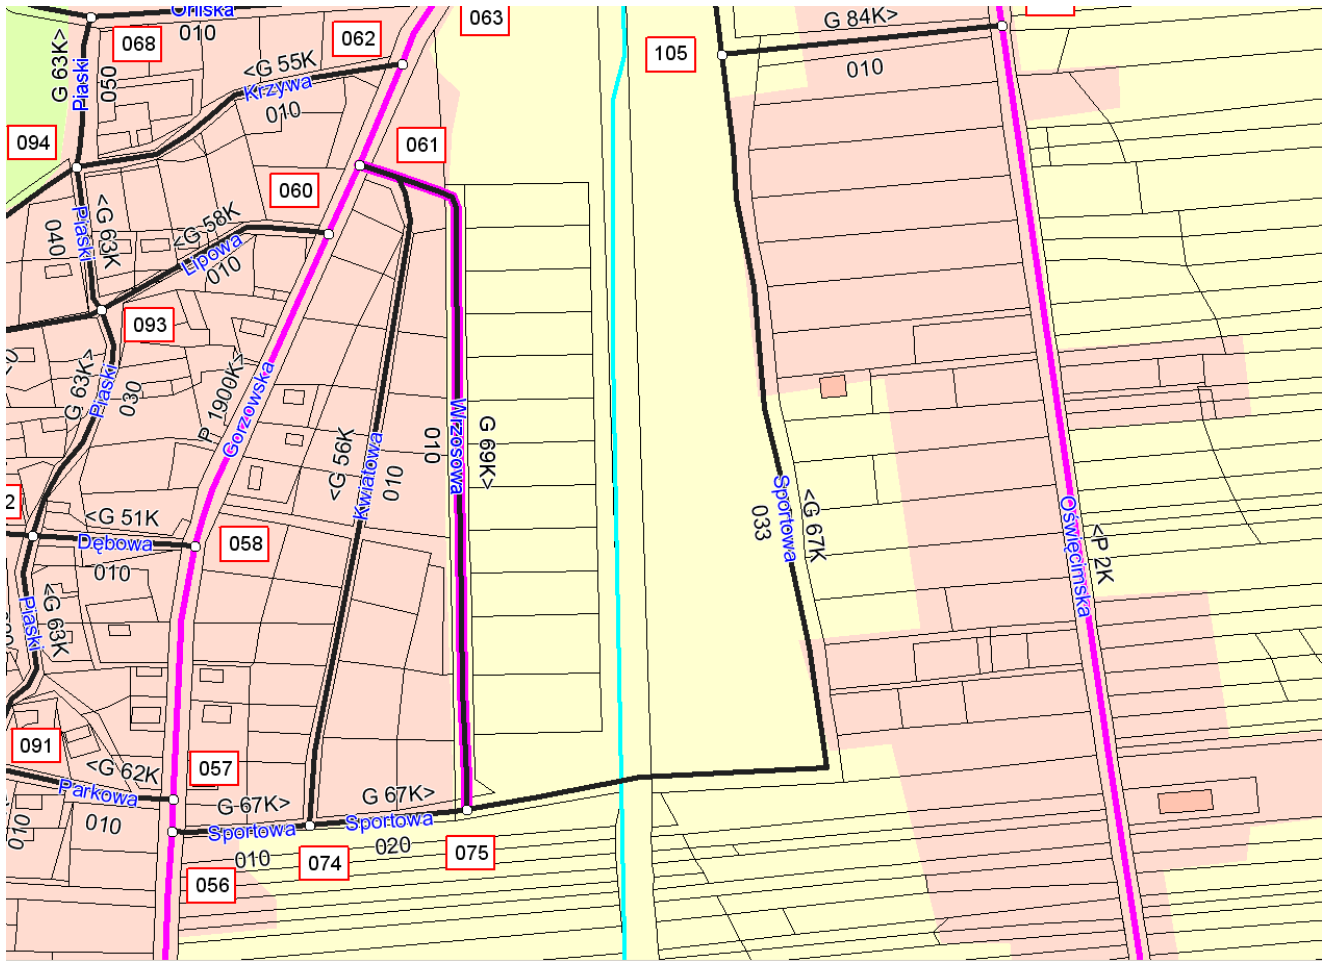 Orliska
010
063
G 84K>
062
068
105
010
G 63K>
Piaski
050
<G 55K
Krzywa
010
094
061
060
<G 63K
Piaski
040
<G 58K
Lipowa
010
093
P 1900K>
Gorzowska
G 63K>
Piaski
030
<G 56K
Kwiatowa
010
010
Wrzosowa
G 69K>
Sportowa
033
<G 67K
Oświęcimska
<P 2K
2
<G 51K
Dębowa
010
058
Piaski
<G 63K
091
<G 62K
Parkowa
010
010
057
G 67K>
Sportowa
010
G 67K>
Sportowa
020
074
075
056